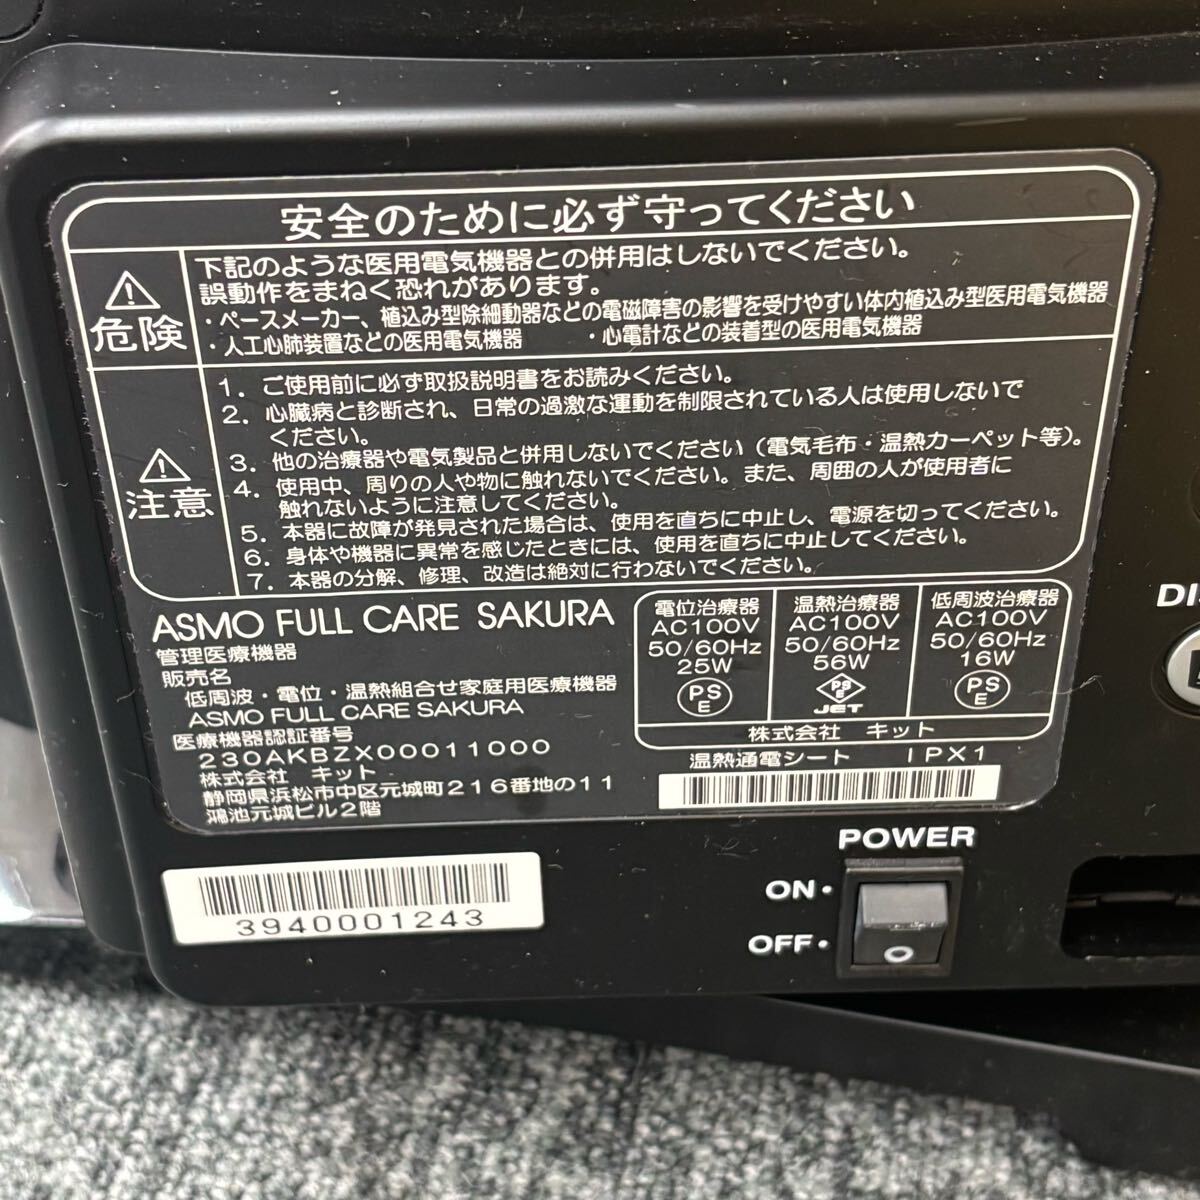 安全のために必ず守ってください
危険
下記のような医用電気機器との併用はしないでください。
誤動作をまねく恐れがあります。
・ペースメーカー、植込み型除細動器などの電磁障害の影響を受けやすい体内植込み型医用電気機器
・人工心肺装置などの医用電気機器　・心電計などの装着型の医用電気機器
注意
1．ご使用前に必ず取扱説明書をお読みください。
2．心臓病と診断され、日常の過激な運動を制限されている人は使用しないで
ください。
3．他の治療器や電気製品と併用しないでください（電気毛布・温熱カーペット等）。
4．使用中、周りの人や物に触れないでください。また、周囲の人が使用者に
触れないように注意してください。
5．本器に故障が発見された場合は、使用を直ちに中止し、電源を切ってください。
6．身体や機器に異常を感じたときには、使用を直ちに中止してください。
7．本器の分解、修理、改造は絶対に行わないでください。
ASMO FULL CARE SAKURA
管理医療機器
販売名
低周波・電位・温熱組合せ家庭用医療機器
ASMO FULL CARE SAKURA
医療機器認証番号
230AKBZX00011000
株式会社　キット
静岡県浜松市中区元城町216番地の11
鴻池元城ビル2階
電位治療器
AC100V
50/60Hz
25W
PS
E
温熱治療器
AC100V
50/60Hz
56W
PS
E
JET
低周波治療器
AC100V
50/60Hz
16W
PS
E
株式会社　キット
温熱通電シート　IPX1
3940001243
POWER
ON
OFF
DI